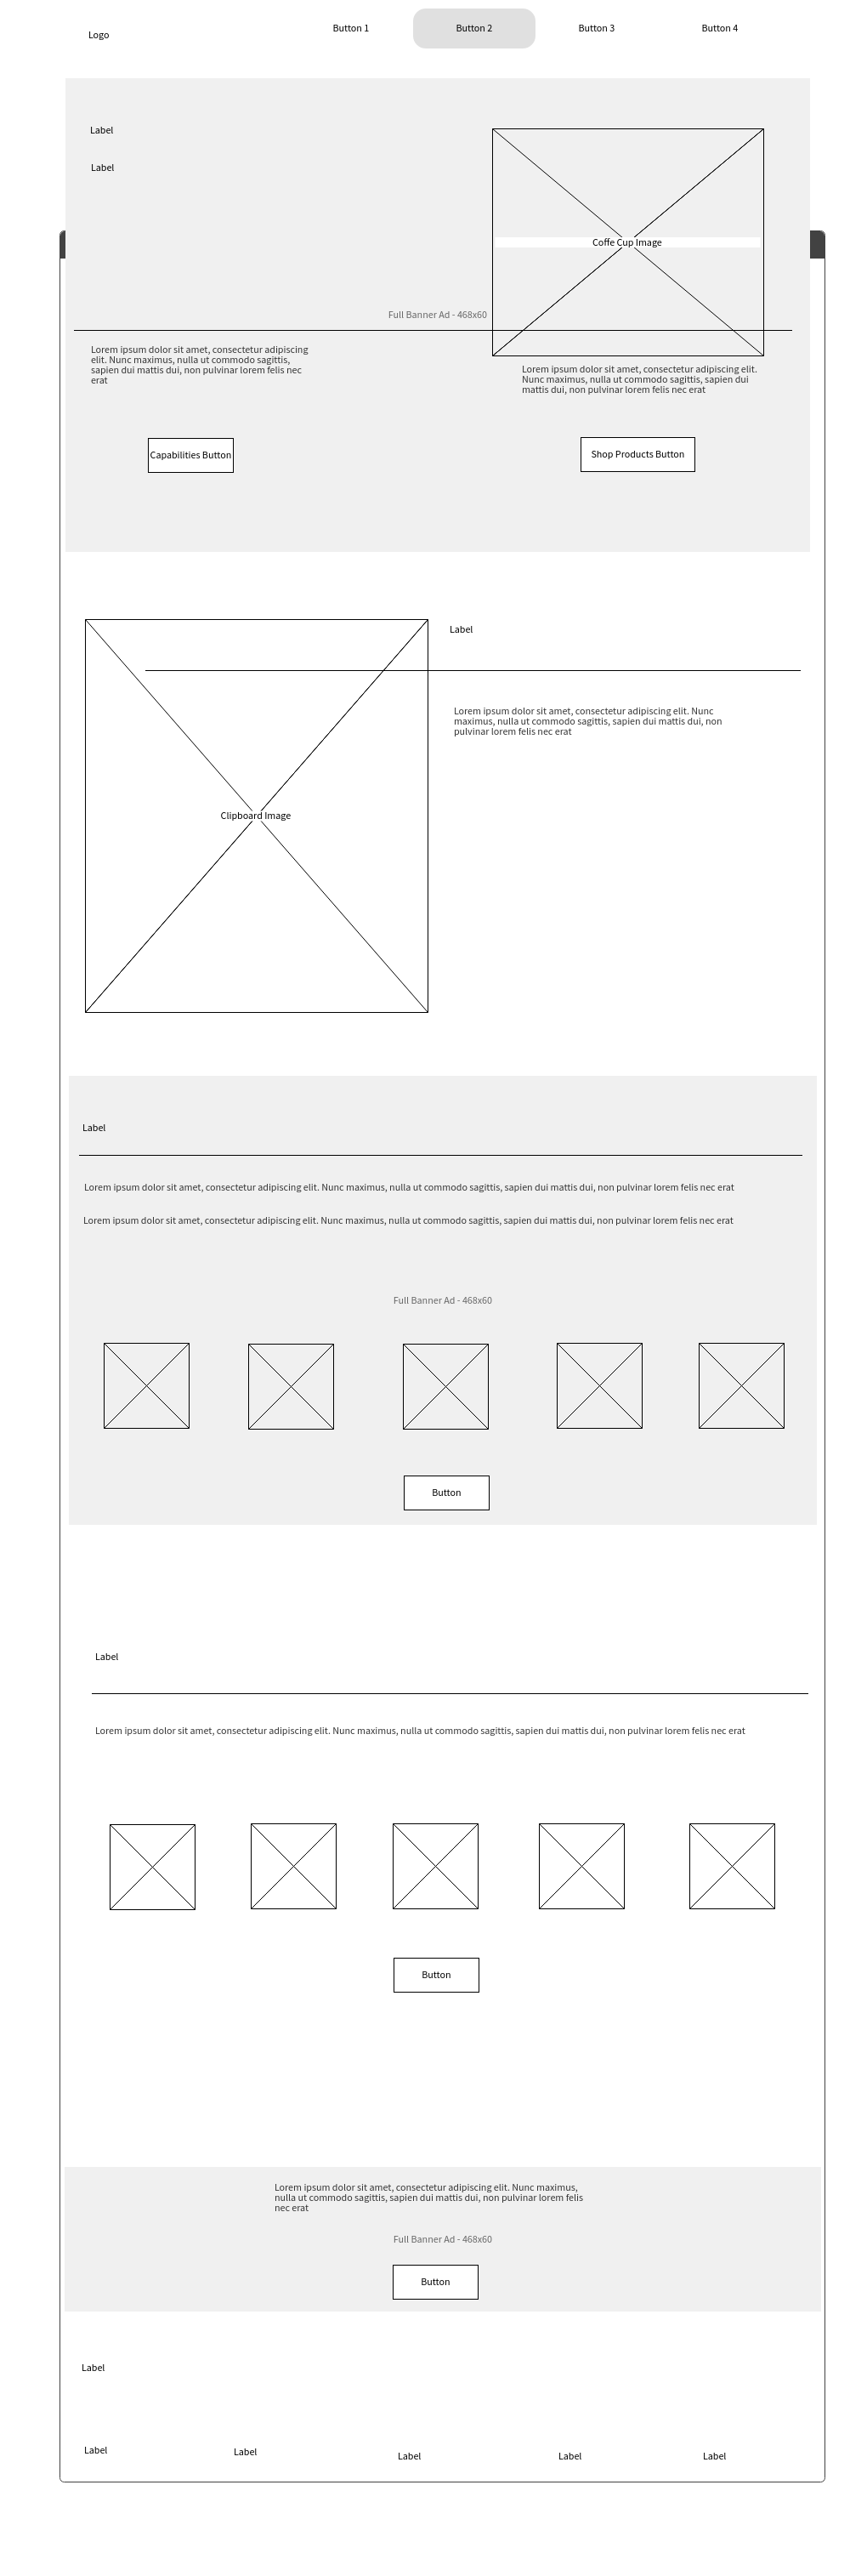 Logo
Button 1
Button 2
Button 3
Button 4
Label
Label
Coffe Cup Image
Full Banner Ad - 468x60
Lorem ipsum dolor sit amet, consectetur adipiscing
elit. Nunc maximus, nulla ut commodo sagittis,
sapien dui mattis dui, non pulvinar lorem felis nec
erat
Lorem ipsum dolor sit amet, consectetur adipiscing elit.
Nunc maximus, nulla ut commodo sagittis, sapien dui
mattis dui, non pulvinar lorem felis nec erat
Capabilities Button
Shop Products Button
Label
Lorem ipsum dolor sit amet, consectetur adipiscing elit. Nunc
maximus, nulla ut commodo sagittis, sapien dui mattis dui, non
pulvinar lorem felis nec erat
Clipboard Image
Label
Lorem ipsum dolor sit amet, consectetur adipiscing elit. Nunc maximus, nulla ut commodo sagittis, sapien dui mattis dui, non pulvinar lorem felis nec erat
Lorem ipsum dolor sit amet, consectetur adipiscing elit. Nunc maximus, nulla ut commodo sagittis, sapien dui mattis dui, non pulvinar lorem felis nec erat
Full Banner Ad - 468x60
Button
Label
Lorem ipsum dolor sit amet, consectetur adipiscing elit. Nunc maximus, nulla ut commodo sagittis, sapien dui mattis dui, non pulvinar lorem felis nec erat
Button
Lorem ipsum dolor sit amet, consectetur adipiscing elit. Nunc maximus,
nulla ut commodo sagittis, sapien dui mattis dui, non pulvinar lorem felis
nec erat
Full Banner Ad - 468x60
Button
Label
Label
Label
Label
Label
Label